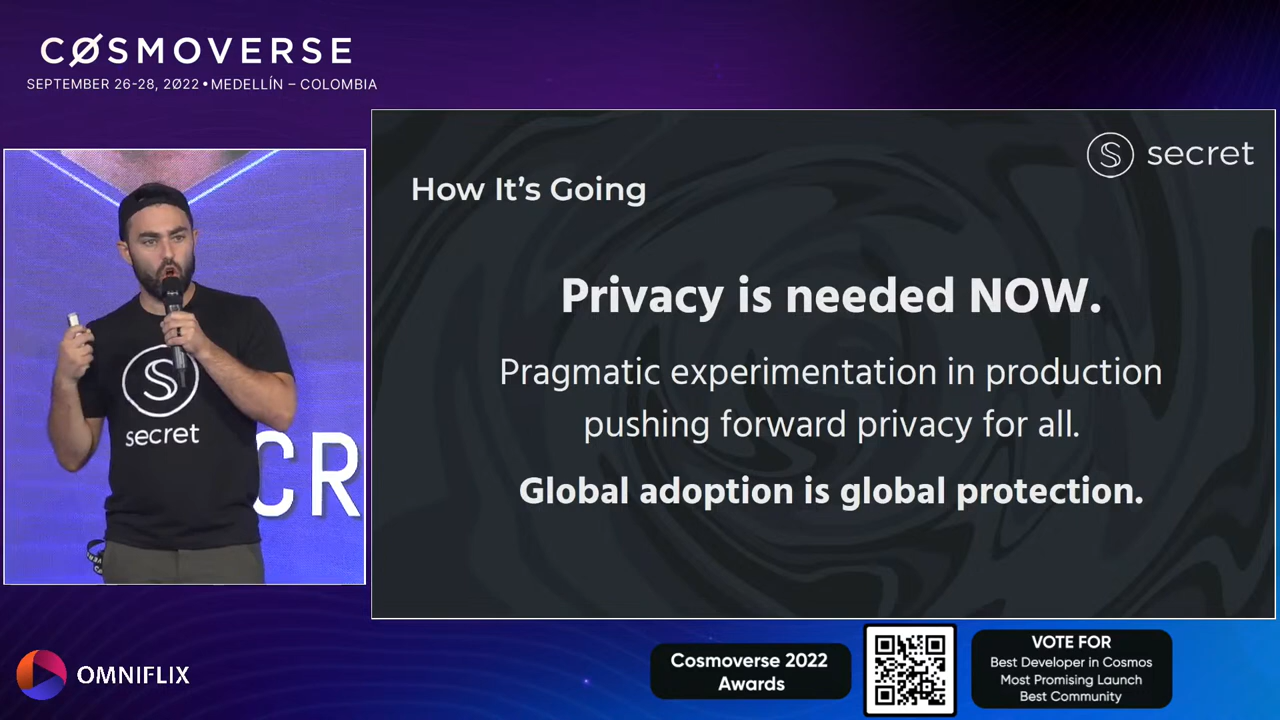 CØSMOVERSE
SEPTEMBER 26-28, 2022 • MEDELLÍN – COLOMBIA
secret
How It's Going
Privacy is needed NOW.
Pragmatic experimentation in production
pushing forward privacy for all.
Global adoption is global protection.
secret
CR
OMNIFLIX
Cosmoverse 2022
Awards
VOTE FOR
Best Developer in Cosmos
Most Promising Launch
Best Community